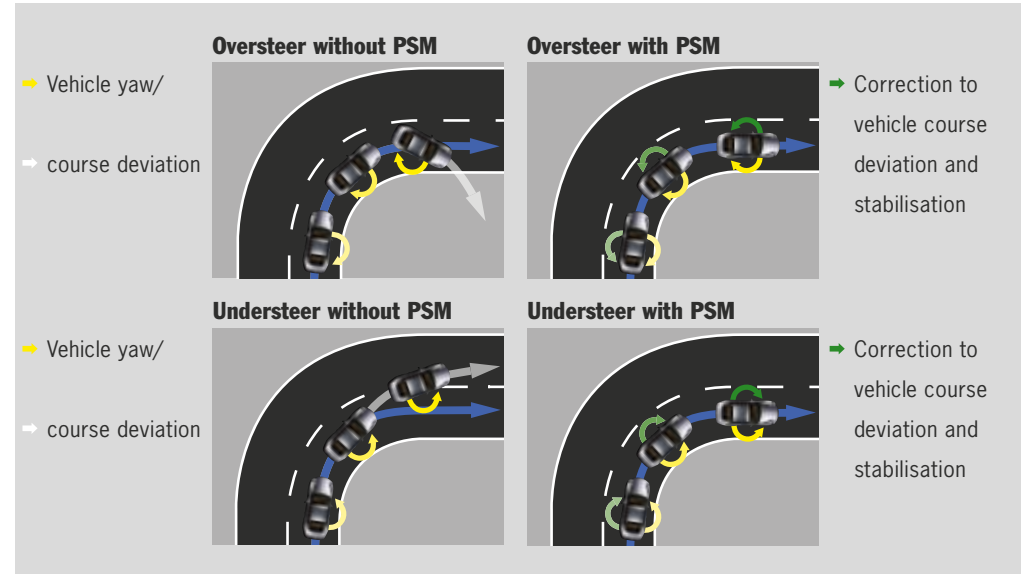 Oversteer without PSM
Oversteer with PSM
Vehicle yaw/
course deviation
Correction to
vehicle course
deviation and
stabilisation
Understeer without PSM
Understeer with PSM
Vehicle yaw/
course deviation
Correction to
vehicle course
deviation and
stabilisation